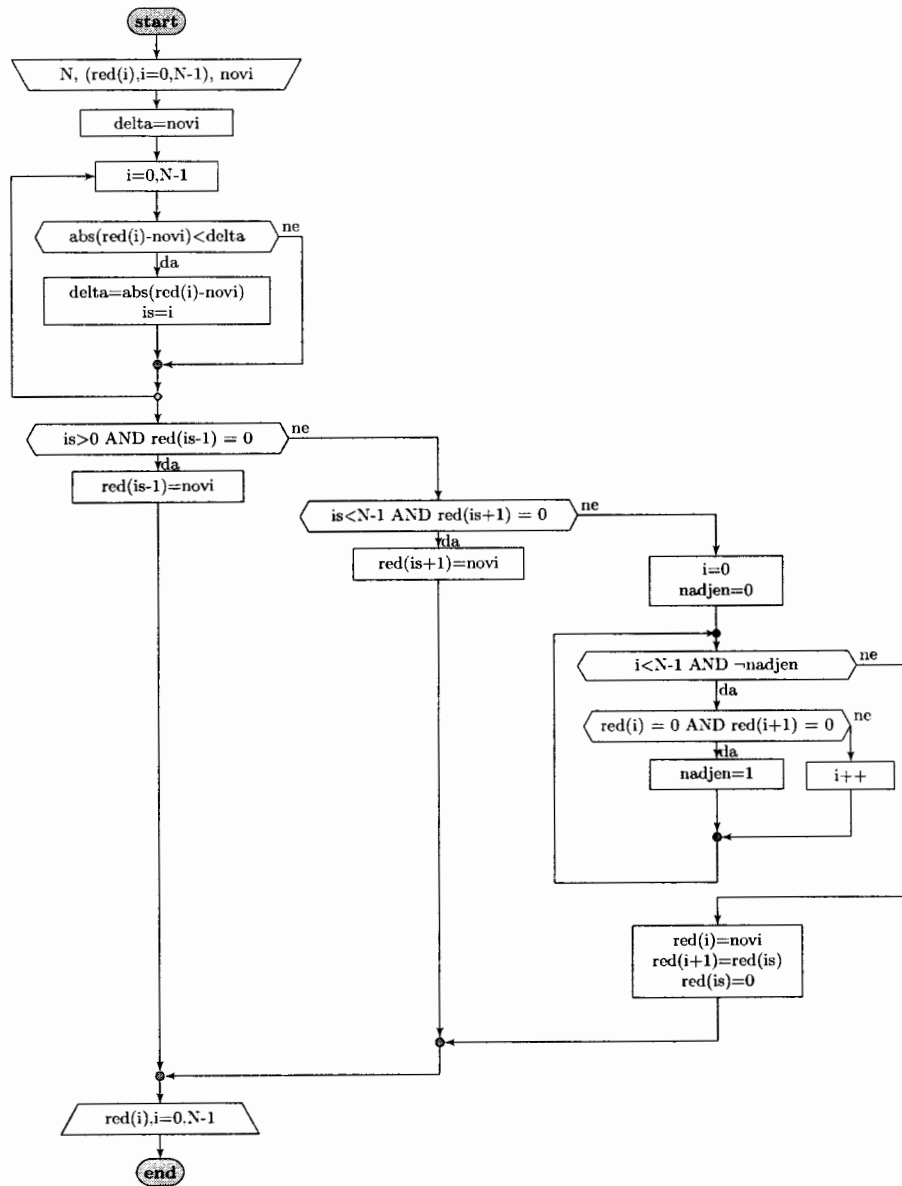 start
N, (red(i),i=0,N-1), novi
delta=novi
i=0,N-1
abs(red(i)-novi)<delta
ne
da
delta=abs(red(i)-novi)
is=i
is>0 AND red(is-1) = 0
ne
da
red(is-1)=novi
is<N-1 AND red(is+1) = 0
ne
da
red(is+1)=novi
i=0
nadjen=0
i<N-1 AND ¬nadjen
ne
da
red(i) = 0 AND red(i+1) = 0
ne
da
nadjen=1
i++
red(i)=novi
red(i+1)=red(is)
red(is)=0
red(i),i=0,N-1
end